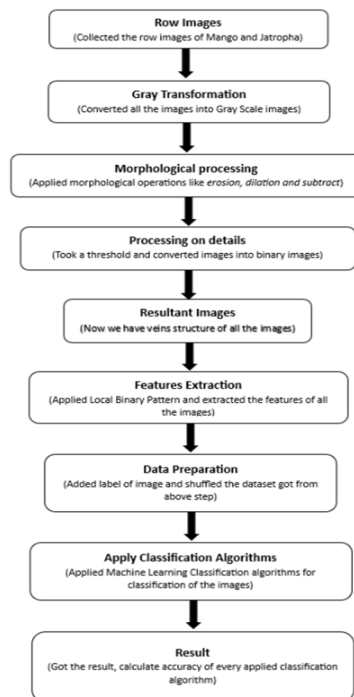 Row Images
(Collected the row images of Mango and Jatropha
Gray Transformation
(Converted all the images into Gray Scale images)
Morphological processing
(Applied morphological operations like erosion, dilation and subtract)
Processing on details
(Took a threshold and converted images into binary images)
Resultant Images
(Now we have veins structure of all the images)
Features Extraction
(Applied Local Binary Pattern and extracted the features of all
the images)
Data Preparation
(Added label of image and shuffled the dataset got from
above step)
Apply Classification Algorithms
(Applied Machine Learning Classification algorithms for
classification of the images)
Result
(Got the result, calculate accuracy of every applied classification
algorithm)